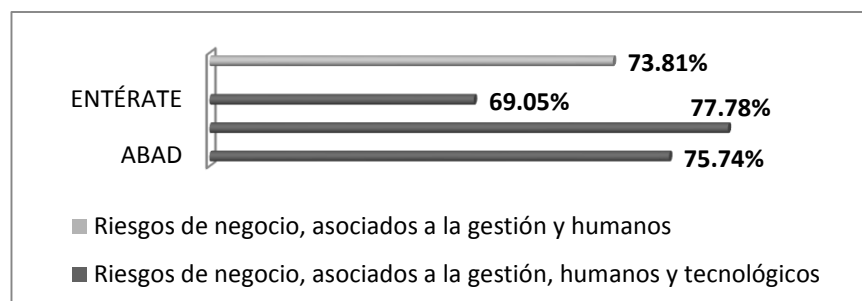 73.81%
ENTÉRATE
69.05%
77.78%
ABAD
75.74%
Riesgos de negocio, asociados a la gestión y humanos
Riesgos de negocio, asociados a la gestión, humanos y tecnológicos